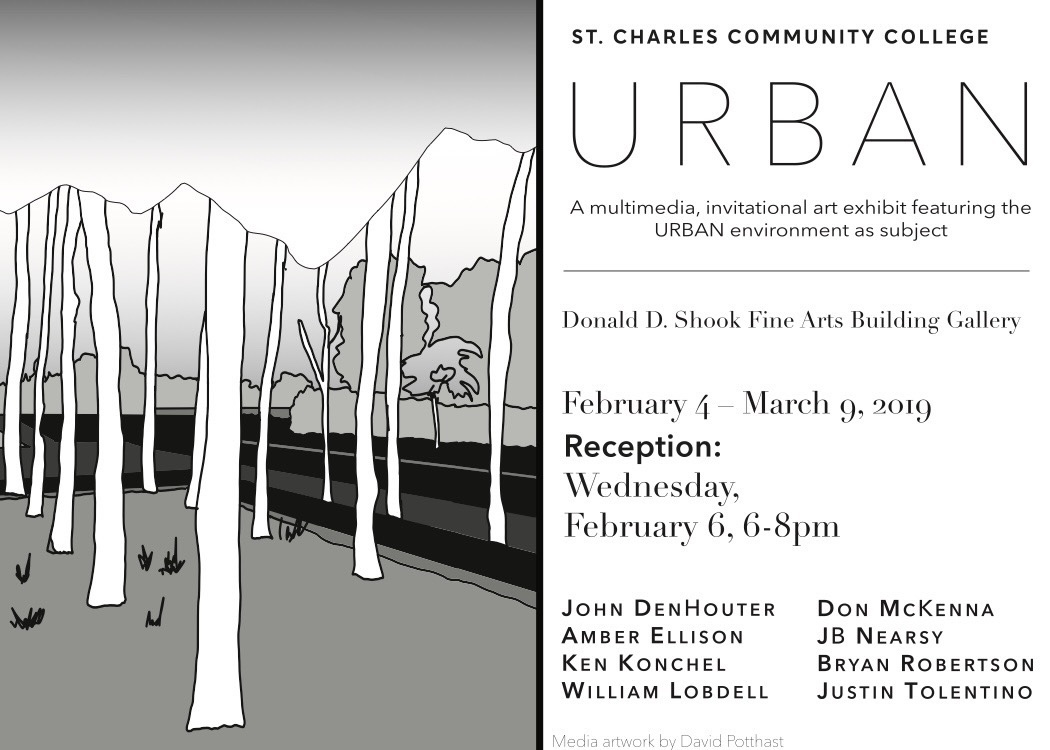 ST. CHARLES COMMUNITY COLLEGE
URBAN
A multimedia, invitational art exhibit featuring the
URBAN environment as subject
Donald D. Shook Fine Arts Building Gallery
February 4 – March 9, 2019
Reception:
Wednesday,
February 6, 6-8pm
John DenHouter
Amber Ellison
Ken Konchel
William Lobdell
Don McKenna
JB Nearsy
Bryan Robertson
Justin Tolentino
Media artwork by David Potthast